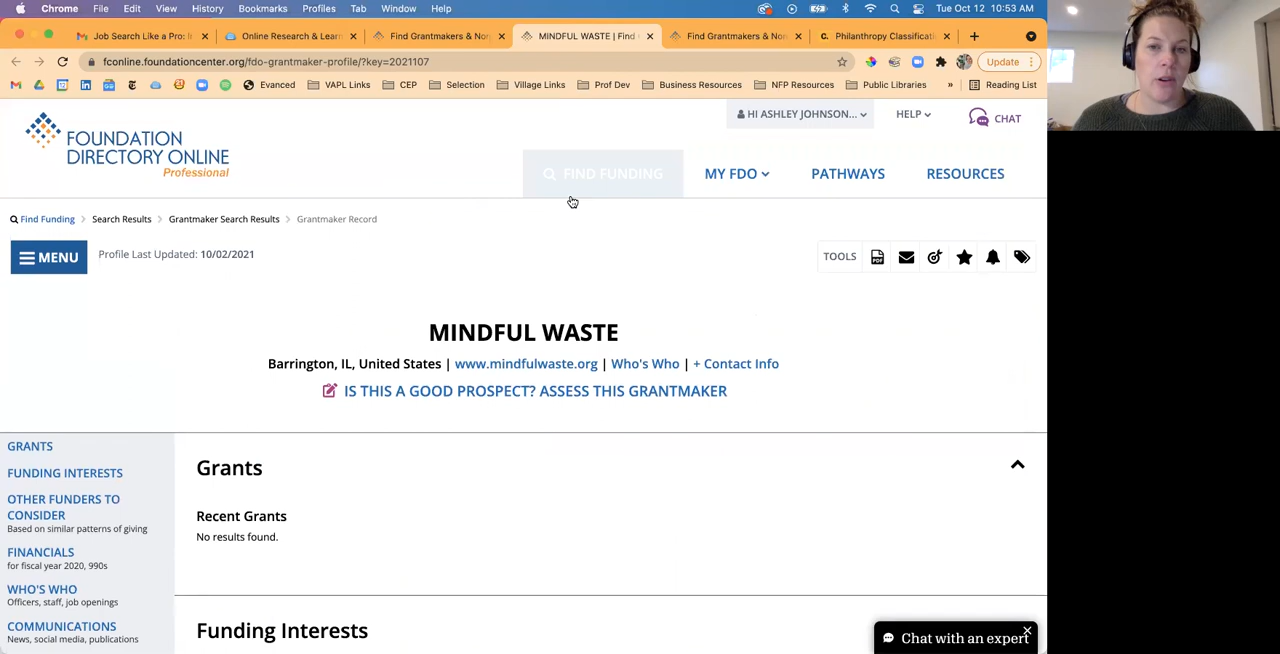 Chrome File Edit View History Bookmarks Profiles Tab Window Help Tue Oct 12 10:53 AM
Job Search Like a Pro: I Online Research & Learn Find Grantmakers & No MINDFUL WASTE | Find Find Grantmakers & Non Philanthropy Classificati
fconline.foundationcenter.org/fdo-grantmaker-profile/?key=2021107 Update
Evanced VAPL Links CEP Selection Village Links Prof Dev Business Resources NFP Resources Public Libraries » Reading List
HI ASHLEY JOHNSON... HELP CHAT
FOUNDATION
DIRECTORY ONLINE
Professional
FIND FUNDING MY FDO PATHWAYS RESOURCES
Find Funding > Search Results > Grantmaker Search Results > Grantmaker Record
MENU Profile Last Updated: 10/02/2021 TOOLS
MINDFUL WASTE
Barrington, IL, United States | www.mindfulwaste.org | Who's Who | + Contact Info
IS THIS A GOOD PROSPECT? ASSESS THIS GRANTMAKER
GRANTS
FUNDING INTERESTS
OTHER FUNDERS TO
CONSIDER
Based on similar patterns of giving
FINANCIALS
for fiscal year 2020, 990s
WHO'S WHO
Officers, staff, job openings
COMMUNICATIONS
News, social media, publications
Grants
Recent Grants
No results found.
Funding Interests
Chat with an expert